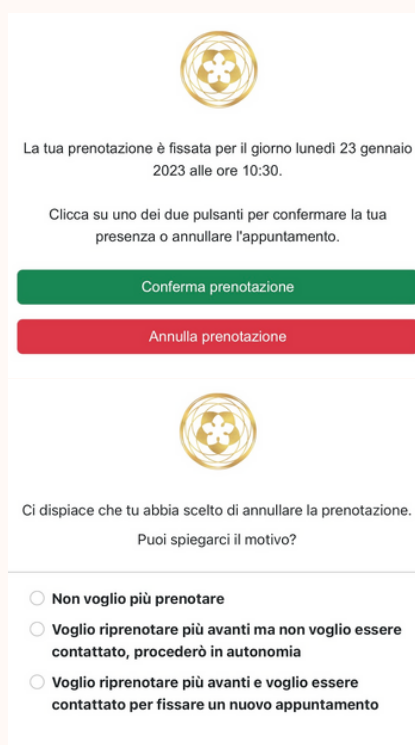 La tua prenotazione è fissata per il giorno lunedì 23 gennaio
2023 alle ore 10:30.
Clicca su uno dei due pulsanti per confermare la tua
presenza o annullare l'appuntamento.
Conferma prenotazione
Annulla prenotazione
Ci dispiace che tu abbia scelto di annullare la prenotazione.
Puoi spiegarci il motivo?
Non voglio più prenotare
Voglio riprenotare più avanti ma non voglio essere
contattato, procederò in autonomia
Voglio riprenotare più avanti e voglio essere
contattato per fissare un nuovo appuntamento